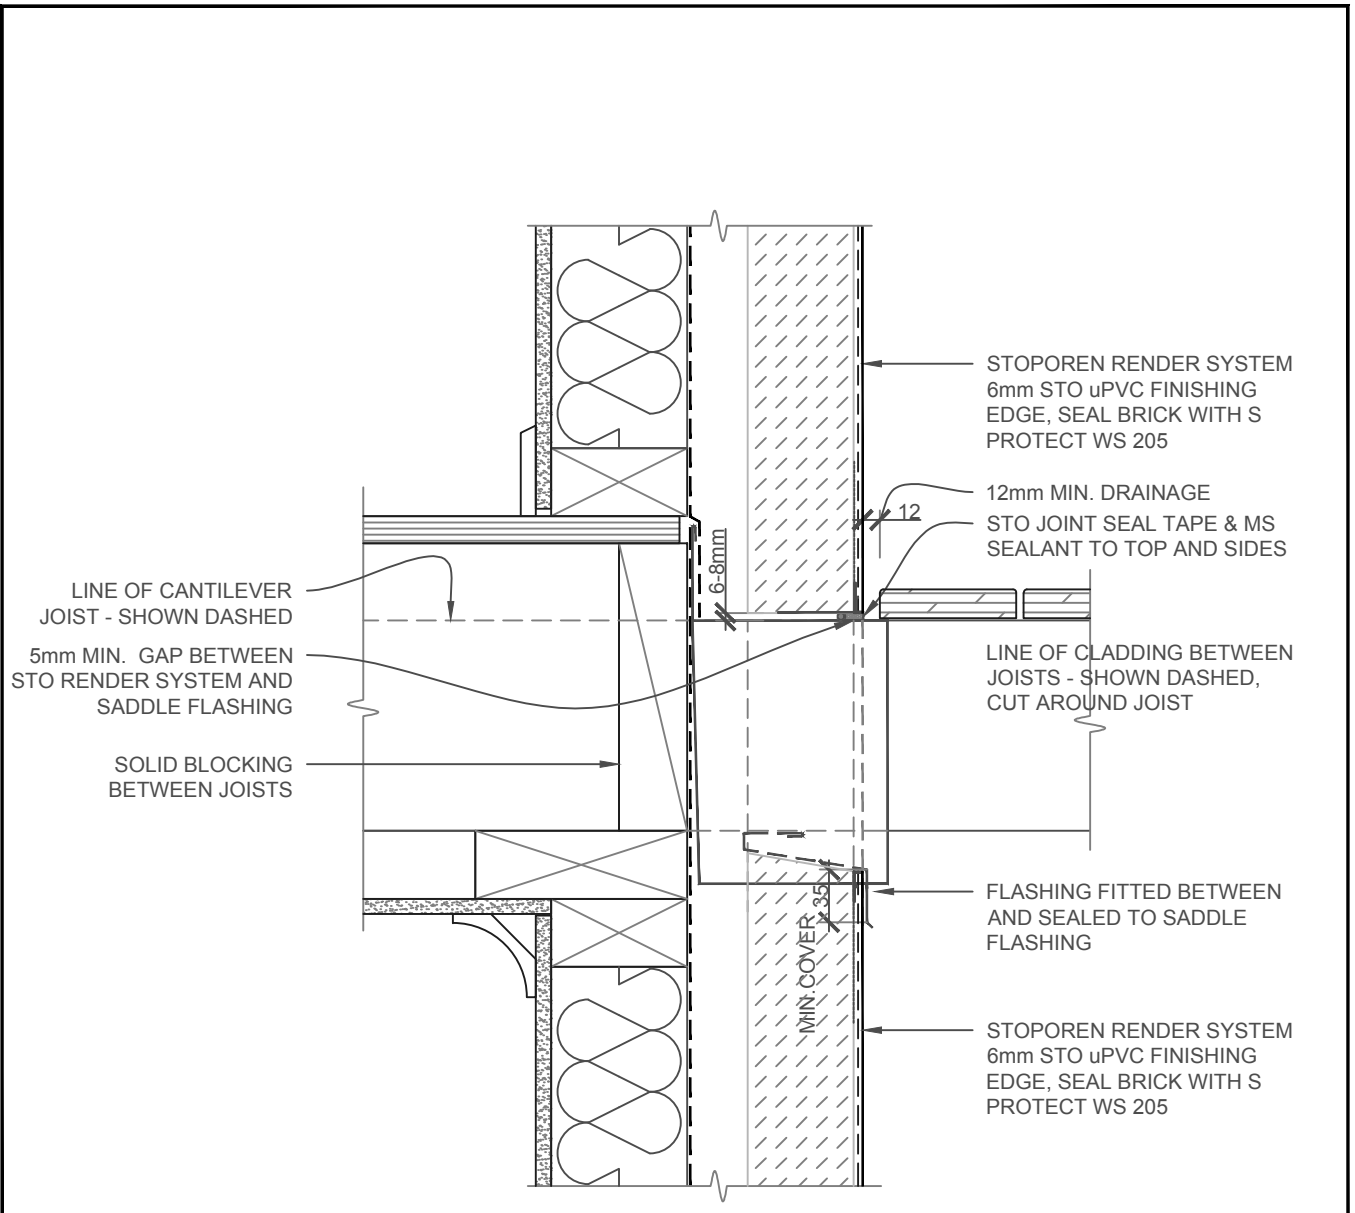 STOPOREN RENDER SYSTEM
6mm STO uPVC FINISHING
EDGE, SEAL BRICK WITH S
PROTECT WS 205
12mm MIN. DRAINAGE
12
STO JOINT SEAL TAPE & MS
SEALANT TO TOP AND SIDES
6-8mm
LINE OF CANTILEVER
JOIST - SHOWN DASHED
5mm MIN. GAP BETWEEN
STO RENDER SYSTEM AND
SADDLE FLASHING
LINE OF CLADDING BETWEEN
JOISTS - SHOWN DASHED,
CUT AROUND JOIST
SOLID BLOCKING
BETWEEN JOISTS
35
MIN.COVER
FLASHING FITTED BETWEEN
AND SEALED TO SADDLE
FLASHING
STOPOREN RENDER SYSTEM
6mm STO uPVC FINISHING
EDGE, SEAL BRICK WITH S
PROTECT WS 205